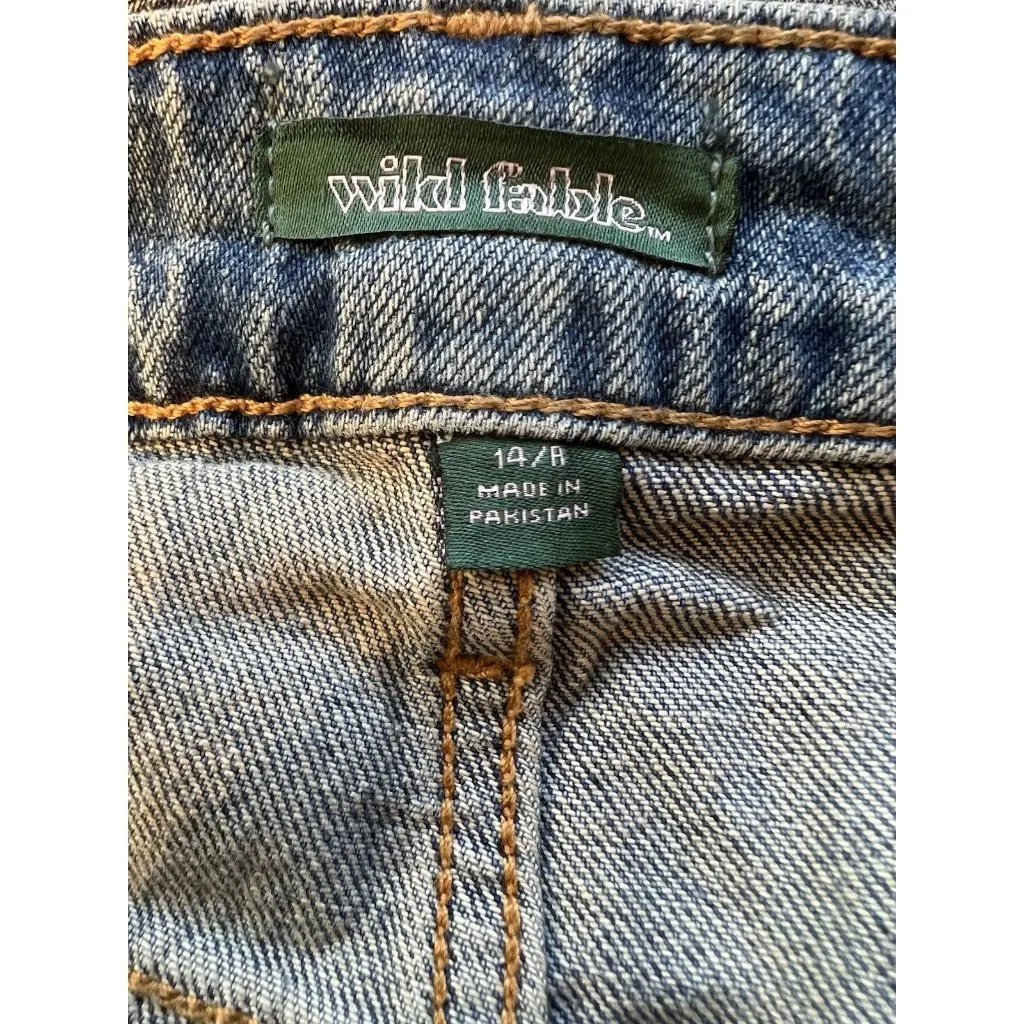 wild fable™
14/R
MADE IN
PAKISTAN